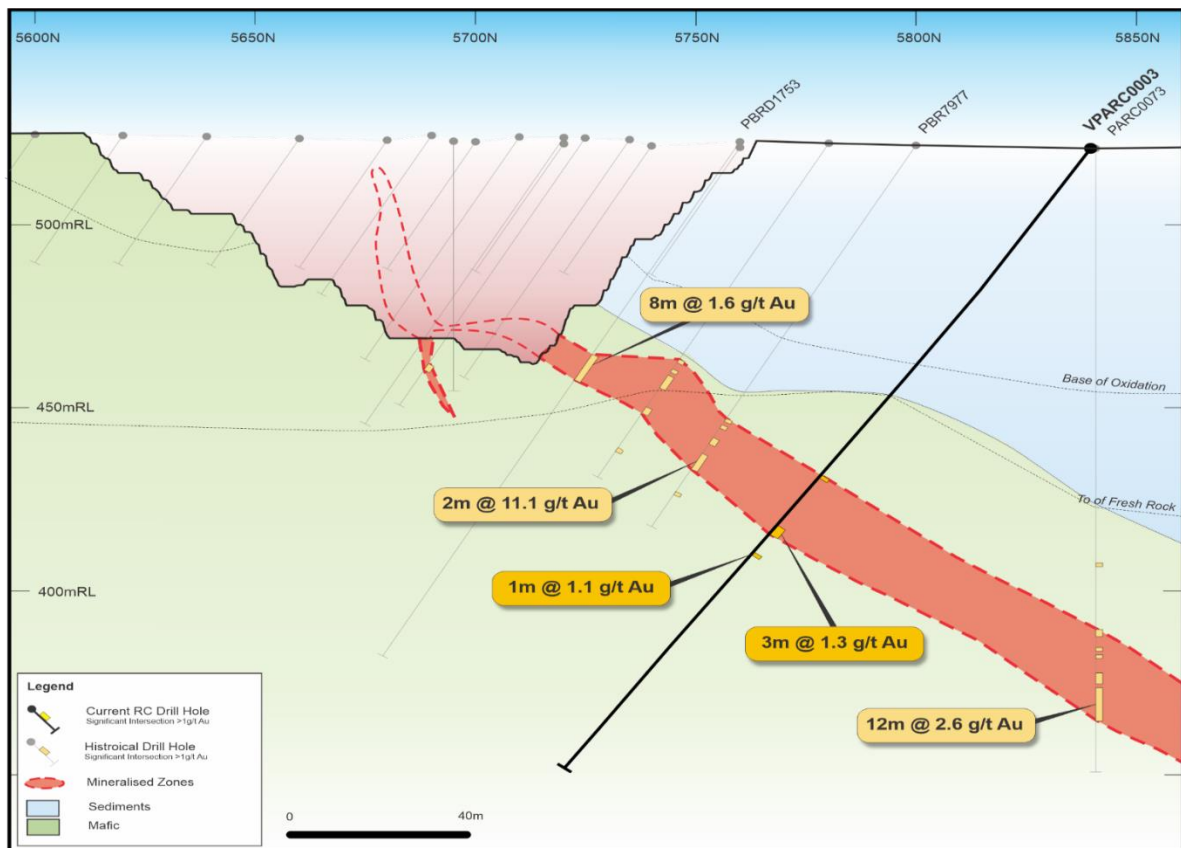 5600N
5650N
5700N
5750N
5800N
5850N
PBRD1753
PBR7977
VPARC0003
PARC0073
500mRL
450mRL
400mRL
8m @ 1.6 g/t Au
Base of Oxidation
2m @ 11.1 g/t Au
To of Fresh Rock
1m @ 1.1 g/t Au
3m @ 1.3 g/t Au
12m @ 2.6 g/t Au
Legend
Current RC Drill Hole
Significant Intersection >1g/t Au
Histroical Drill Hole
Significant Intersection >1g/t Au
Mineralised Zones
Sediments
Mafic
0
40m